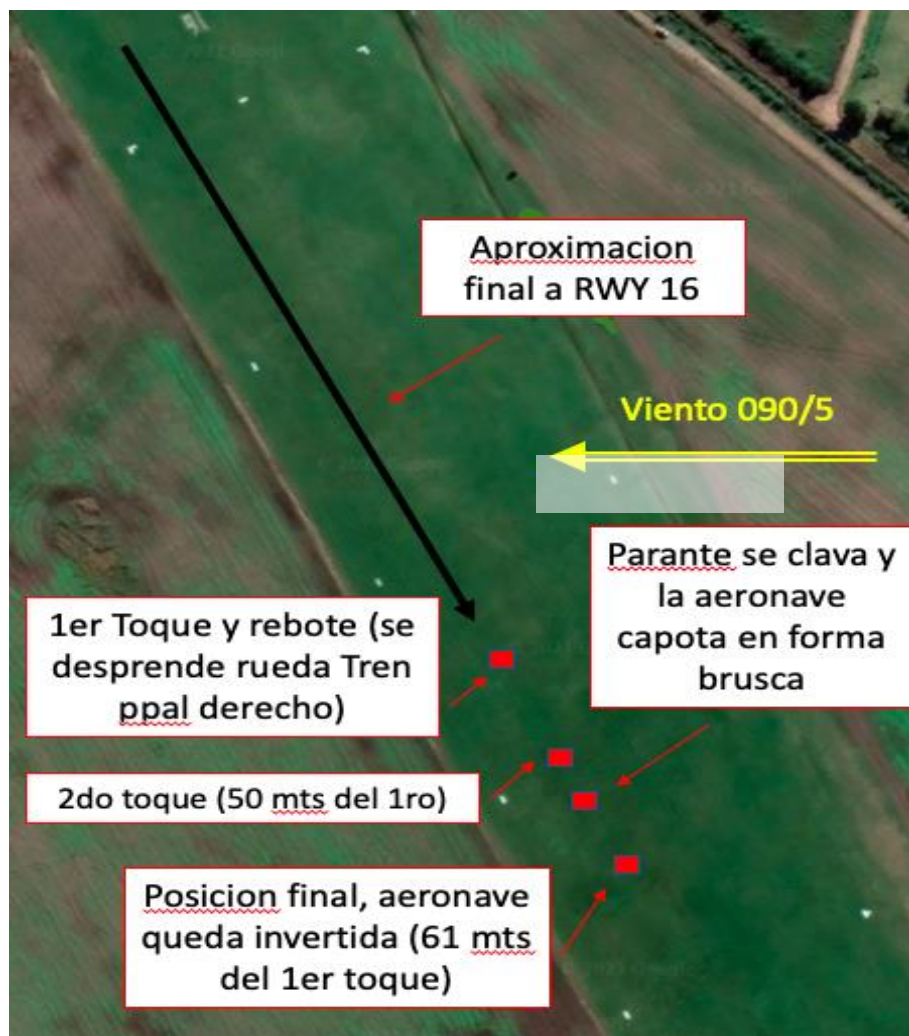 Aproximacion
final a RWY 16
Viento 090/5
Parante se clava y
la aeronave
capota en forma
brusca
1er Toque y rebote (se
desprende rueda Tren
ppal derecho)
2do toque (50 mts del 1ro)
Posicion final, aeronave
queda invertida (61 mts
del 1er toque)